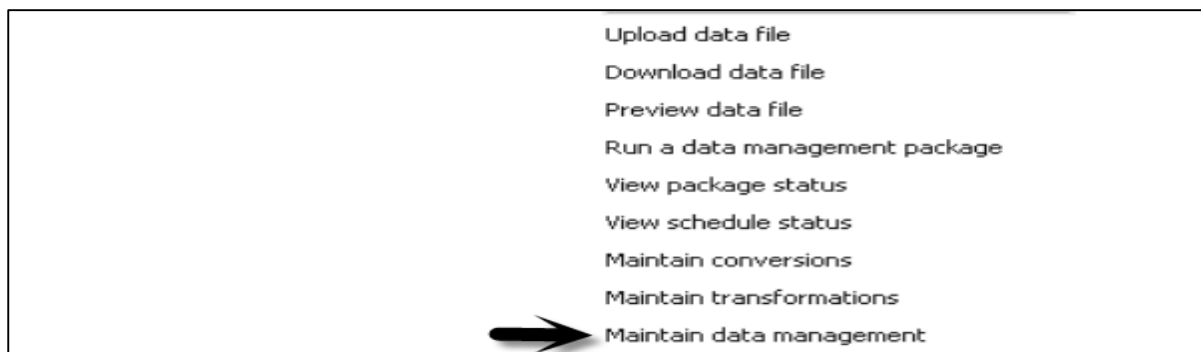 Upload data file
Download data file
Preview data file
Run a data management package
View package status
View schedule status
Maintain conversions
Maintain transformations
Maintain data management